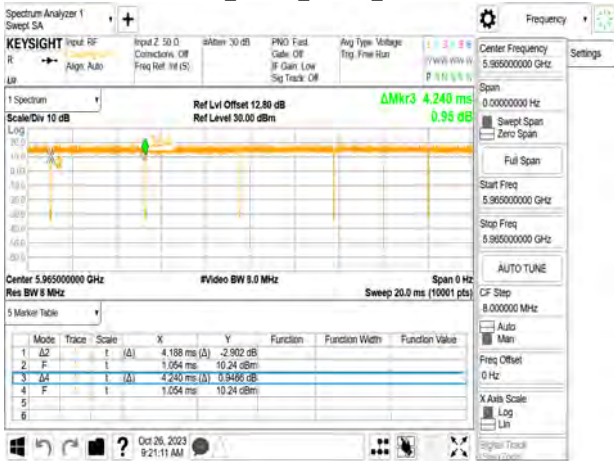 Spectrum Analyzer 1
Swept SA
Frequency
KEYSIGHT
R
Input: RF
Align: Auto
Input Z: 50 Ω
Corrections: Off
Freq Ref: Int (S)
#Atten: 30 dB
PNO: Fast
Gate: Off
IF Gain: Low
Sig Track: Off
Avg Type: Voltage
Trig: Free Run
Center Frequency
5.965000000 GHz
Settings
Span
0.00000000 Hz
Swept Span
Zero Span
Full Span
Start Freq
5.965000000 GHz
Stop Freq
5.965000000 GHz
AUTO TUNE
CF Step
8.000000 MHz
Auto
Man
Freq Offset
0 Hz
X Axis Scale
Log
Lin
Signal Track
1 Spectrum
Scale/Div 10 dB
Log
Ref Lvl Offset 12.80 dB
Ref Level 30.00 dBm
ΔMkr3 4.240 ms
0.95 dB
Center 5.965000000 GHz
Res BW 8 MHz
#Video BW 8.0 MHz
Span 0 Hz
Sweep 20.0 ms (10001 pts)
5 Marker Table
Mode Trace Scale X Y Function Function Width Function Value
1 Δ2 t (Δ) 4.188 ms (Δ) -2.902 dB
2 F t 1.054 ms 10.24 dBm
3 Δ4 t (Δ) 4.240 ms (Δ) 0.9466 dB
4 F t 1.054 ms 10.24 dBm
5
6
?
Oct 26, 2023
9:21:11 AM